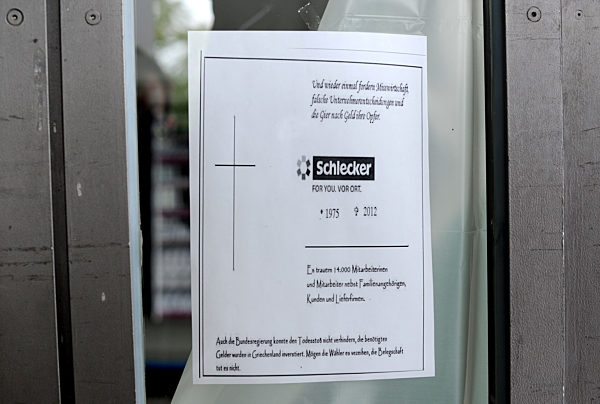 Und wieder einmal fordern Misswirtschaft,
falsche Unternehmerentscheidungen und
die Gier nach Geld ihre Opfer.
Schlecker
FOR YOU. VOR ORT.
* 1975 ✞ 2012
Es trauern 14.000 Mitarbeiterinnen
und Mitarbeiter nebst Familienangehörigen,
Kunden und Lieferfirmen.
Auch die Bundesregierung konnte den Todesstoß nicht verhindern, die benötigten
Gelder wurden in Griechenland investiert. Mögen die Wähler es verzeihen, die Belegschaft
tut es nicht.